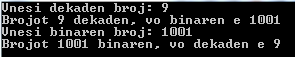 Vnesi dekaden broj: 9
Brojot 9 dekaden, vo binaren e 1001
Vnesi binaren broj: 1001
Brojot 1001 binaren, vo dekaden e 9